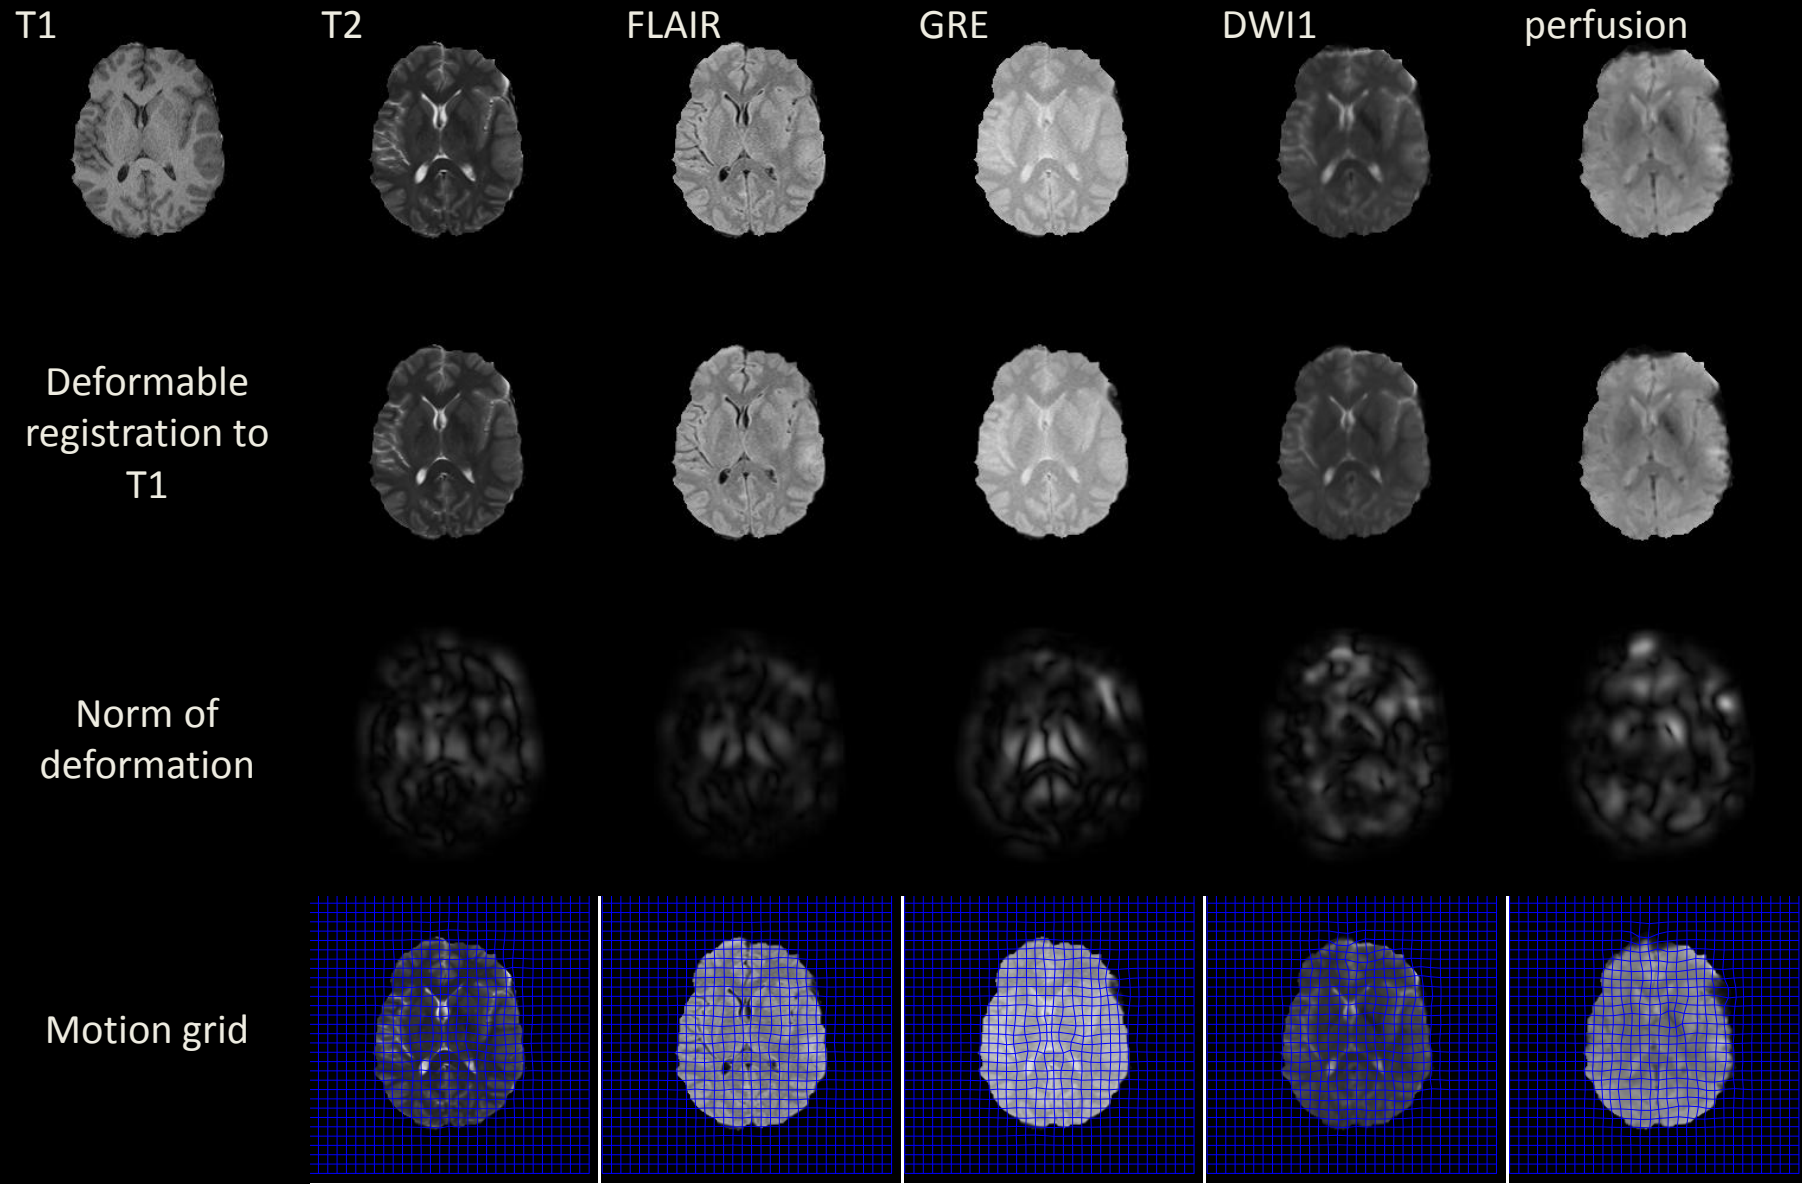 T1
T2
FLAIR
GRE
DWI1
perfusion
Deformable
registration to
T1
Norm of
deformation
Motion grid